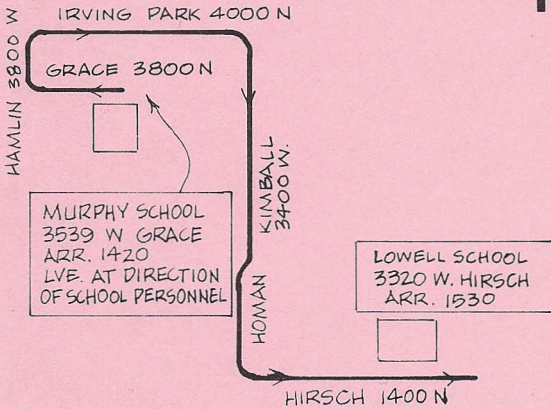 IRVING PARK 4000 N
HAMLIN 3800 W
GRACE 3800 N
KIMBALL
3400 W.
MURPHY SCHOOL
3539 W GRACE
ARR. 1420
LVE. AT DIRECTION
OF SCHOOL PERSONNEL
LOWELL SCHOOL
3320 W. HIRSCH
ARR. 1530
HOMAN
HIRSCH 1400 N